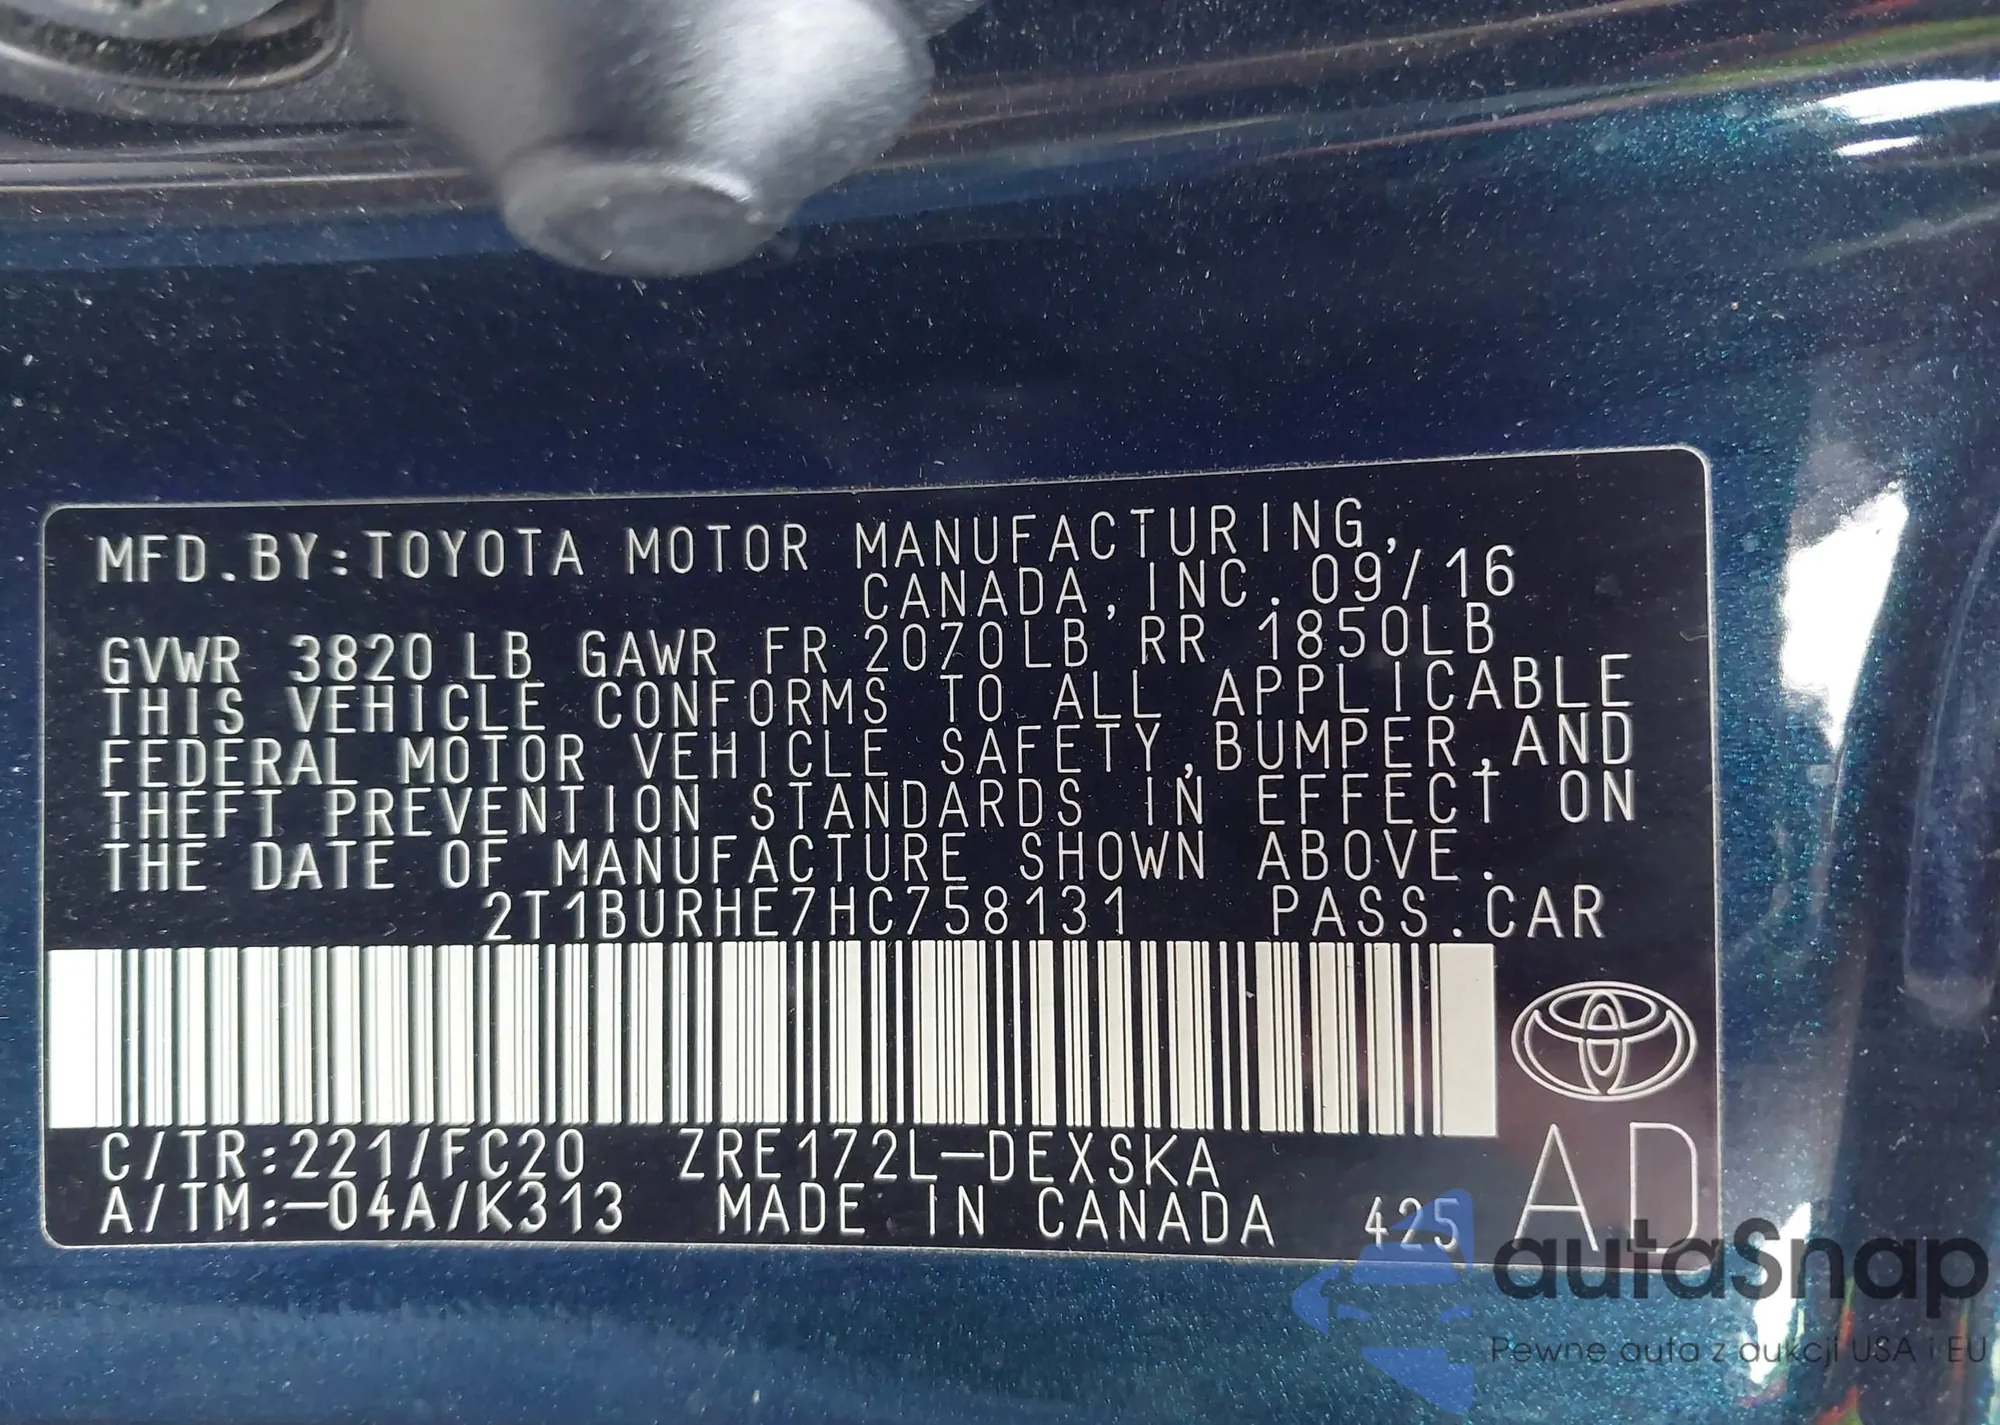 MFD.BY:TOYOTA MOTOR MANUFACTURING,
CANADA, INC. 09/16
GVWR 3820 LB GAWR FR 2070LB RR 1850LB
THIS VEHICLE CONFORMS TO ALL APPLICABLE
FEDERAL MOTOR VEHICLE SAFETY, BUMPER, AND
THEFT PREVENTION STANDARDS IN EFFECT ON
THE DATE OF MANUFACTURE SHOWN ABOVE.
2T1BURHE7HC758131 PASS.CAR
C/TR:221/FC20 ZRE172L-DEXSKA
A/TM:-04A/K313 MADE IN CANADA 425
AD
autaSnap
Pewne auta z aukcji USA i EU